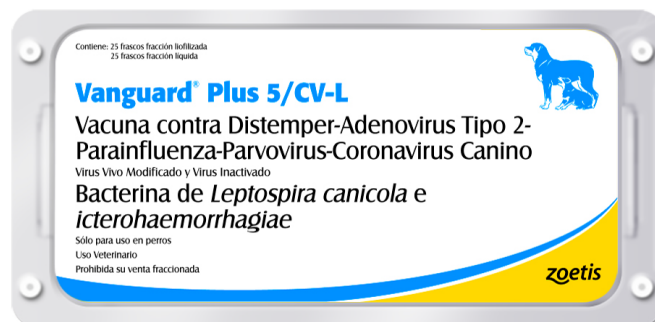 Contiene: 25 frascos fracción liofilizada
25 frascos fracción líquida
Vanguard® Plus 5/CV-L
Vacuna contra Distemper-Adenovirus Tipo 2-
Parainfluenza-Parvovirus-Coronavirus Canino
Virus Vivo Modificado y Virus Inactivado
Bacterina de Leptospira canicola e
icterohaemorrhagiae
Sólo para uso en perros
Uso Veterinario
Prohibida su venta fraccionada
zoetis